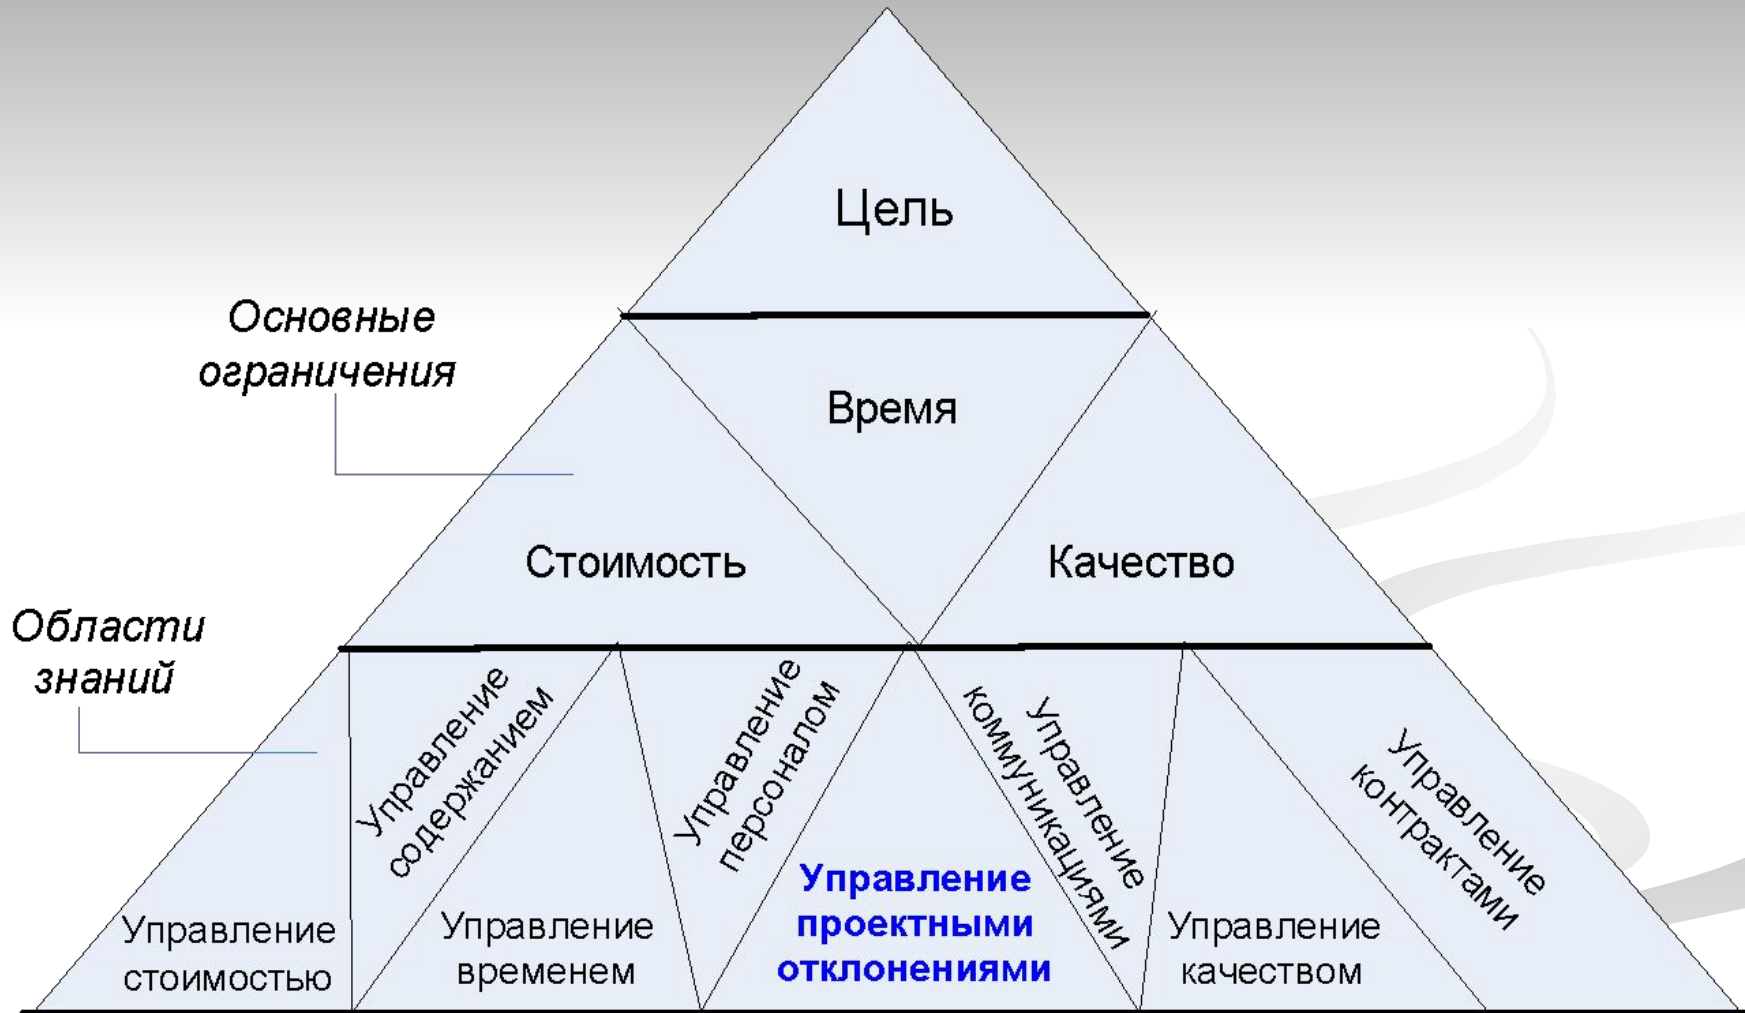 Цель
Основные
ограничения
Время
Стоимость
Качество
Области
знаний
Управление
стоимостью
Управление
содержанием
Управление
временем
Управление
персоналом
Управление
проектными
отклонениями
Управление
коммуникациями
Управление
качеством
Управление
контрактами